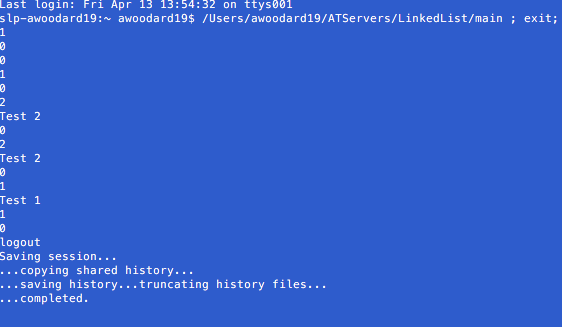 Last login: Fri Apr 13 13:54:32 on ttys001
slp-awoodard19:~ awoodard19$ /Users/awoodard19/ATServers/LinkedList/main ; exit;
1
0
0
1
0
2
Test 2
0
2
Test 2
0
1
Test 1
1
0
logout
Saving session...
...copying shared history...
...saving history...truncating history files...
...completed.